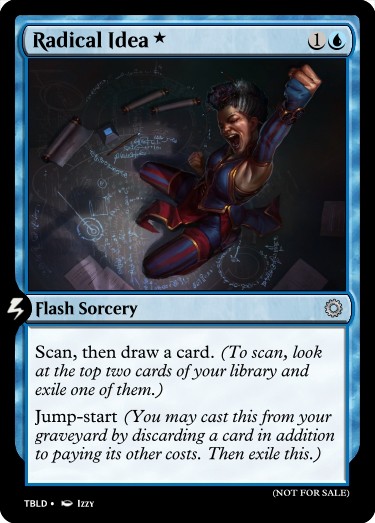 Radical Idea ★ 1
Flash Sorcery
Scan, then draw a card. (To scan, look
at the top two cards of your library and
exile one of them.)
Jump-start (You may cast this from your
graveyard by discarding a card in addition
to paying its other costs. Then exile this.)
(NOT FOR SALE)
TBLD • Izzy